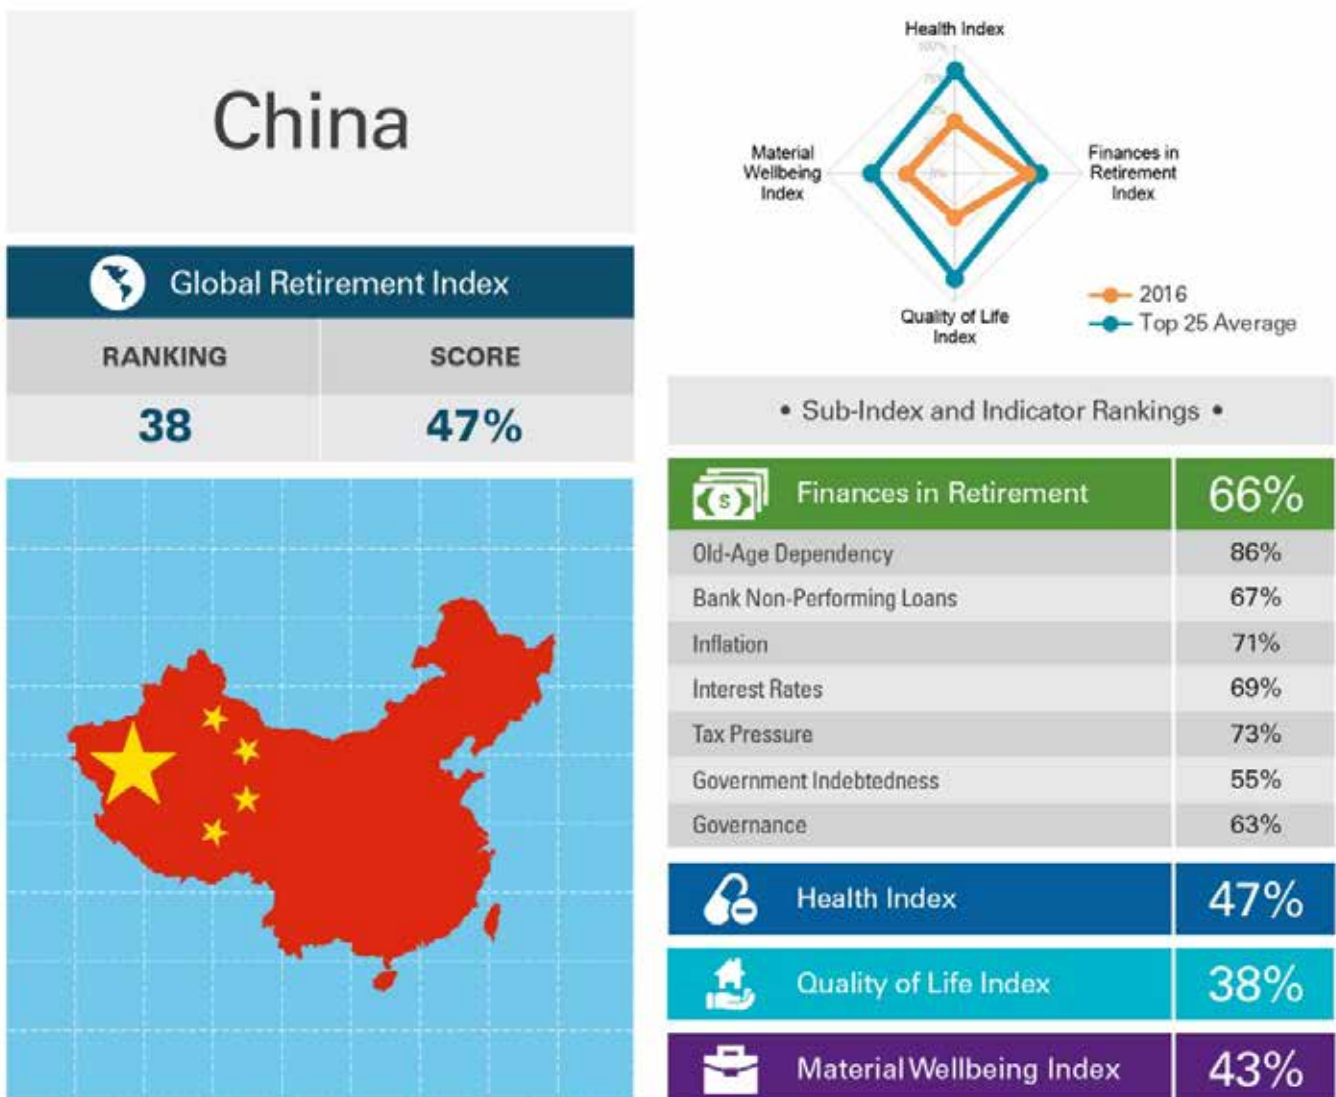 China
Global Retirement Index
RANKING SCORE
38 47%
Health Index
100%
Material
Wellbeing
Index
Finances in
Retirement
Index
Quality of Life
Index
2016
Top 25 Average
• Sub-Index and Indicator Rankings •
Finances in Retirement 66%
Old-Age Dependency 86%
Bank Non-Performing Loans 67%
Inflation 71%
Interest Rates 69%
Tax Pressure 73%
Government Indebtedness 55%
Governance 63%
Health Index 47%
Quality of Life Index 38%
Material Wellbeing Index 43%